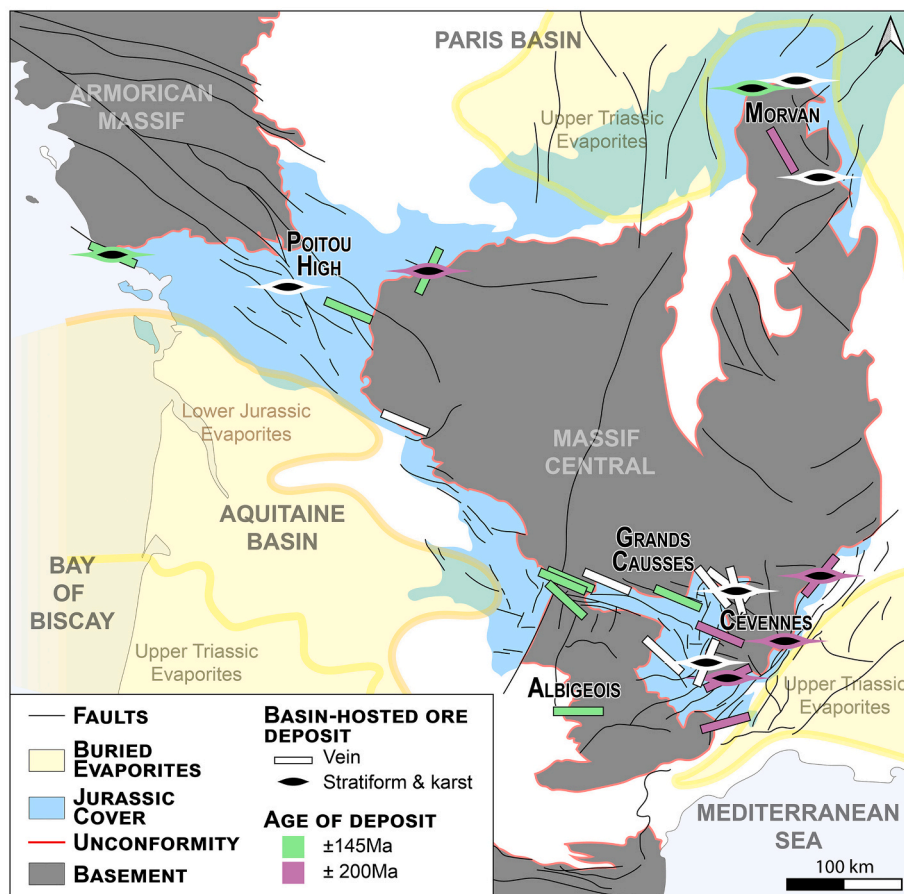 PARIS BASIN
ARMORICAN
MASSIF
Upper Triassic
Evaporites
MORVAN
POITOU
HIGH
Lower Jurassic
Evaporites
MASSIF
CENTRAL
AQUITAINE
BASIN
GRANDS
CAUSSES
BAY
OF
BISCAY
CÉVENNES
Upper Triassic
Evaporites
ALBIGEOIS
Upper Triassic
Evaporites
MEDITERRANEAN
SEA
100 km
FAULTS
BURIED
EVAPORITES
JURASSIC
COVER
UNCONFORMITY
BASEMENT
BASIN-HOSTED ORE
DEPOSIT
Vein
Stratiform & karst
AGE OF DEPOSIT
±145Ma
± 200Ma